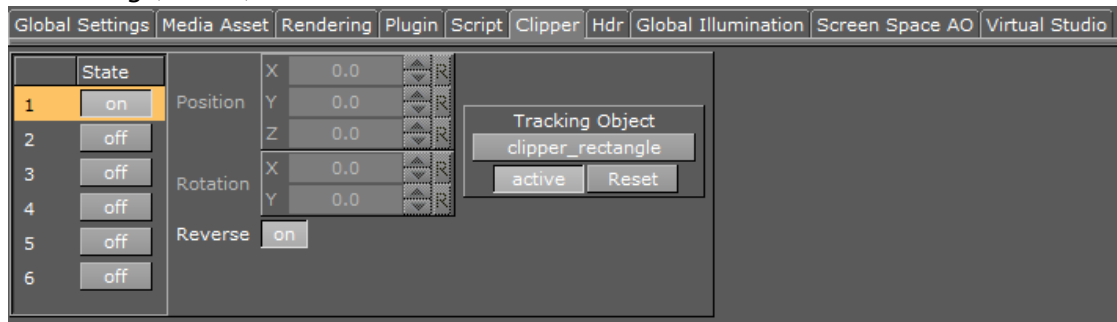 Global Settings Media Asset Rendering Plugin Script Clipper Hdr Global Illumination Screen Space AO Virtual Studio
State
1 on
2 off
3 off
4 off
5 off
6 off
Position
X 0.0 R
Y 0.0 R
Z 0.0 R
Rotation
X 0.0 R
Y 0.0 R
Reverse on
Tracking Object
clipper_rectangle
active Reset